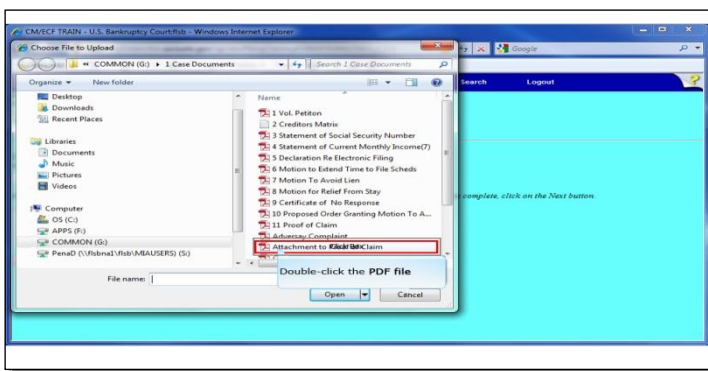 CM/ECF TRAIN - U.S. Bankruptcy Court:flsb - Windows Internet Explorer
Choose File to Upload
COMMON (G:) 1 Case Documents
Search 1 Case Documents
Google
Organize
New folder
Search
Logout
Desktop
Downloads
Recent Places
Libraries
Documents
Music
Pictures
Videos
Computer
OS (C:)
APPS (F:)
COMMON (G:)
PenaD (\\flsbna1\flsb\MIAUSERS) (S:)
Name
1 Vol. Petiton
2 Creditors Matrix
3 Statement of Social Security Number
4 Statement of Current Monthly Income(7)
5 Declaration Re Electronic Filing
6 Motion to Extend Time to File Scheds
7 Motion To Avoid Lien
8 Motion for Relief From Stay
9 Certificate of No Response
10 Proposed Order Granting Motion To A...
11 Proof of Claim
Adversay Complaint
Attachment to Claim
complete, click on the Next button.
Double-click the PDF file
File name:
Open
Cancel